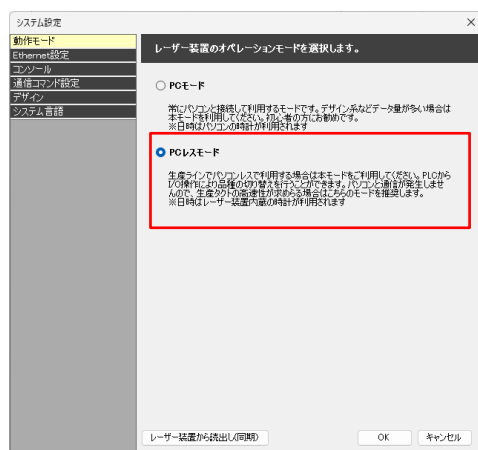 システム設定
動作モード
Ethernet設定
コンソール
通信コマンド設定
デザイン
システム言語
レーザー装置のオペレーションモードを選択します。
PCモード
常にパソコンと接続して利用するモードです。デザイン系などデータ量が多い場合は
本モードを利用してください。初心者の方にお勧めです。
※日時はパソコンの時計が利用されます
PCレスモード
生産ラインでパソコンレスで利用する場合は本モードをご利用してください。PLCから
I/O操作により品種の切り替えを行うことができます。パソコンと通信が発生しませ
んので、生産タクトの高速性が求めらる場合はこちらのモードを推奨します。
※日時はレーザー装置内蔵の時計が利用されます
レーザー装置から読出し(同期)
OK
キャンセル